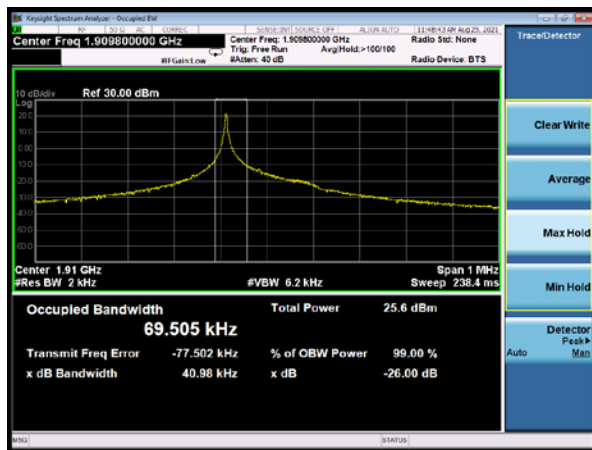 Keysight Spectrum Analyzer - Occupied BW
RF 50 Ω AC CORREC SENSE:INT SOURCE OFF ALIGN AUTO 11:48:43 AM Aug 25, 2021
Center Freq 1.909800000 GHz
Center Freq: 1.909800000 GHz
Radio Std: None
Trig: Free Run Avg|Hold:>100/100
#IFGain:Low #Atten: 40 dB Radio Device: BTS
Trace/Detector
10 dB/div Ref 30.00 dBm
Log
20.0
10.0
0.00
10.0
20.0
30.0
40.0
50.0
60.0
Center 1.91 GHz Span 1 MHz
#Res BW 2 kHz #VBW 6.2 kHz Sweep 238.4 ms
Occupied Bandwidth Total Power 25.6 dBm
69.505 kHz
Transmit Freq Error -77.502 kHz % of OBW Power 99.00 %
x dB Bandwidth 40.98 kHz x dB -26.00 dB
Clear Write
Average
Max Hold
Min Hold
Detector
Peak▶
Auto Man
MSG STATUS